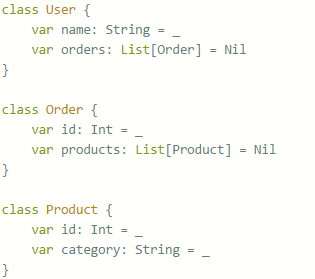 class User {
    var name: String = _
    var orders: List[Order] = Nil
}

class Order {
    var id: Int = _
    var products: List[Product] = Nil
}

class Product {
    var id: Int = _
    var category: String = _
}